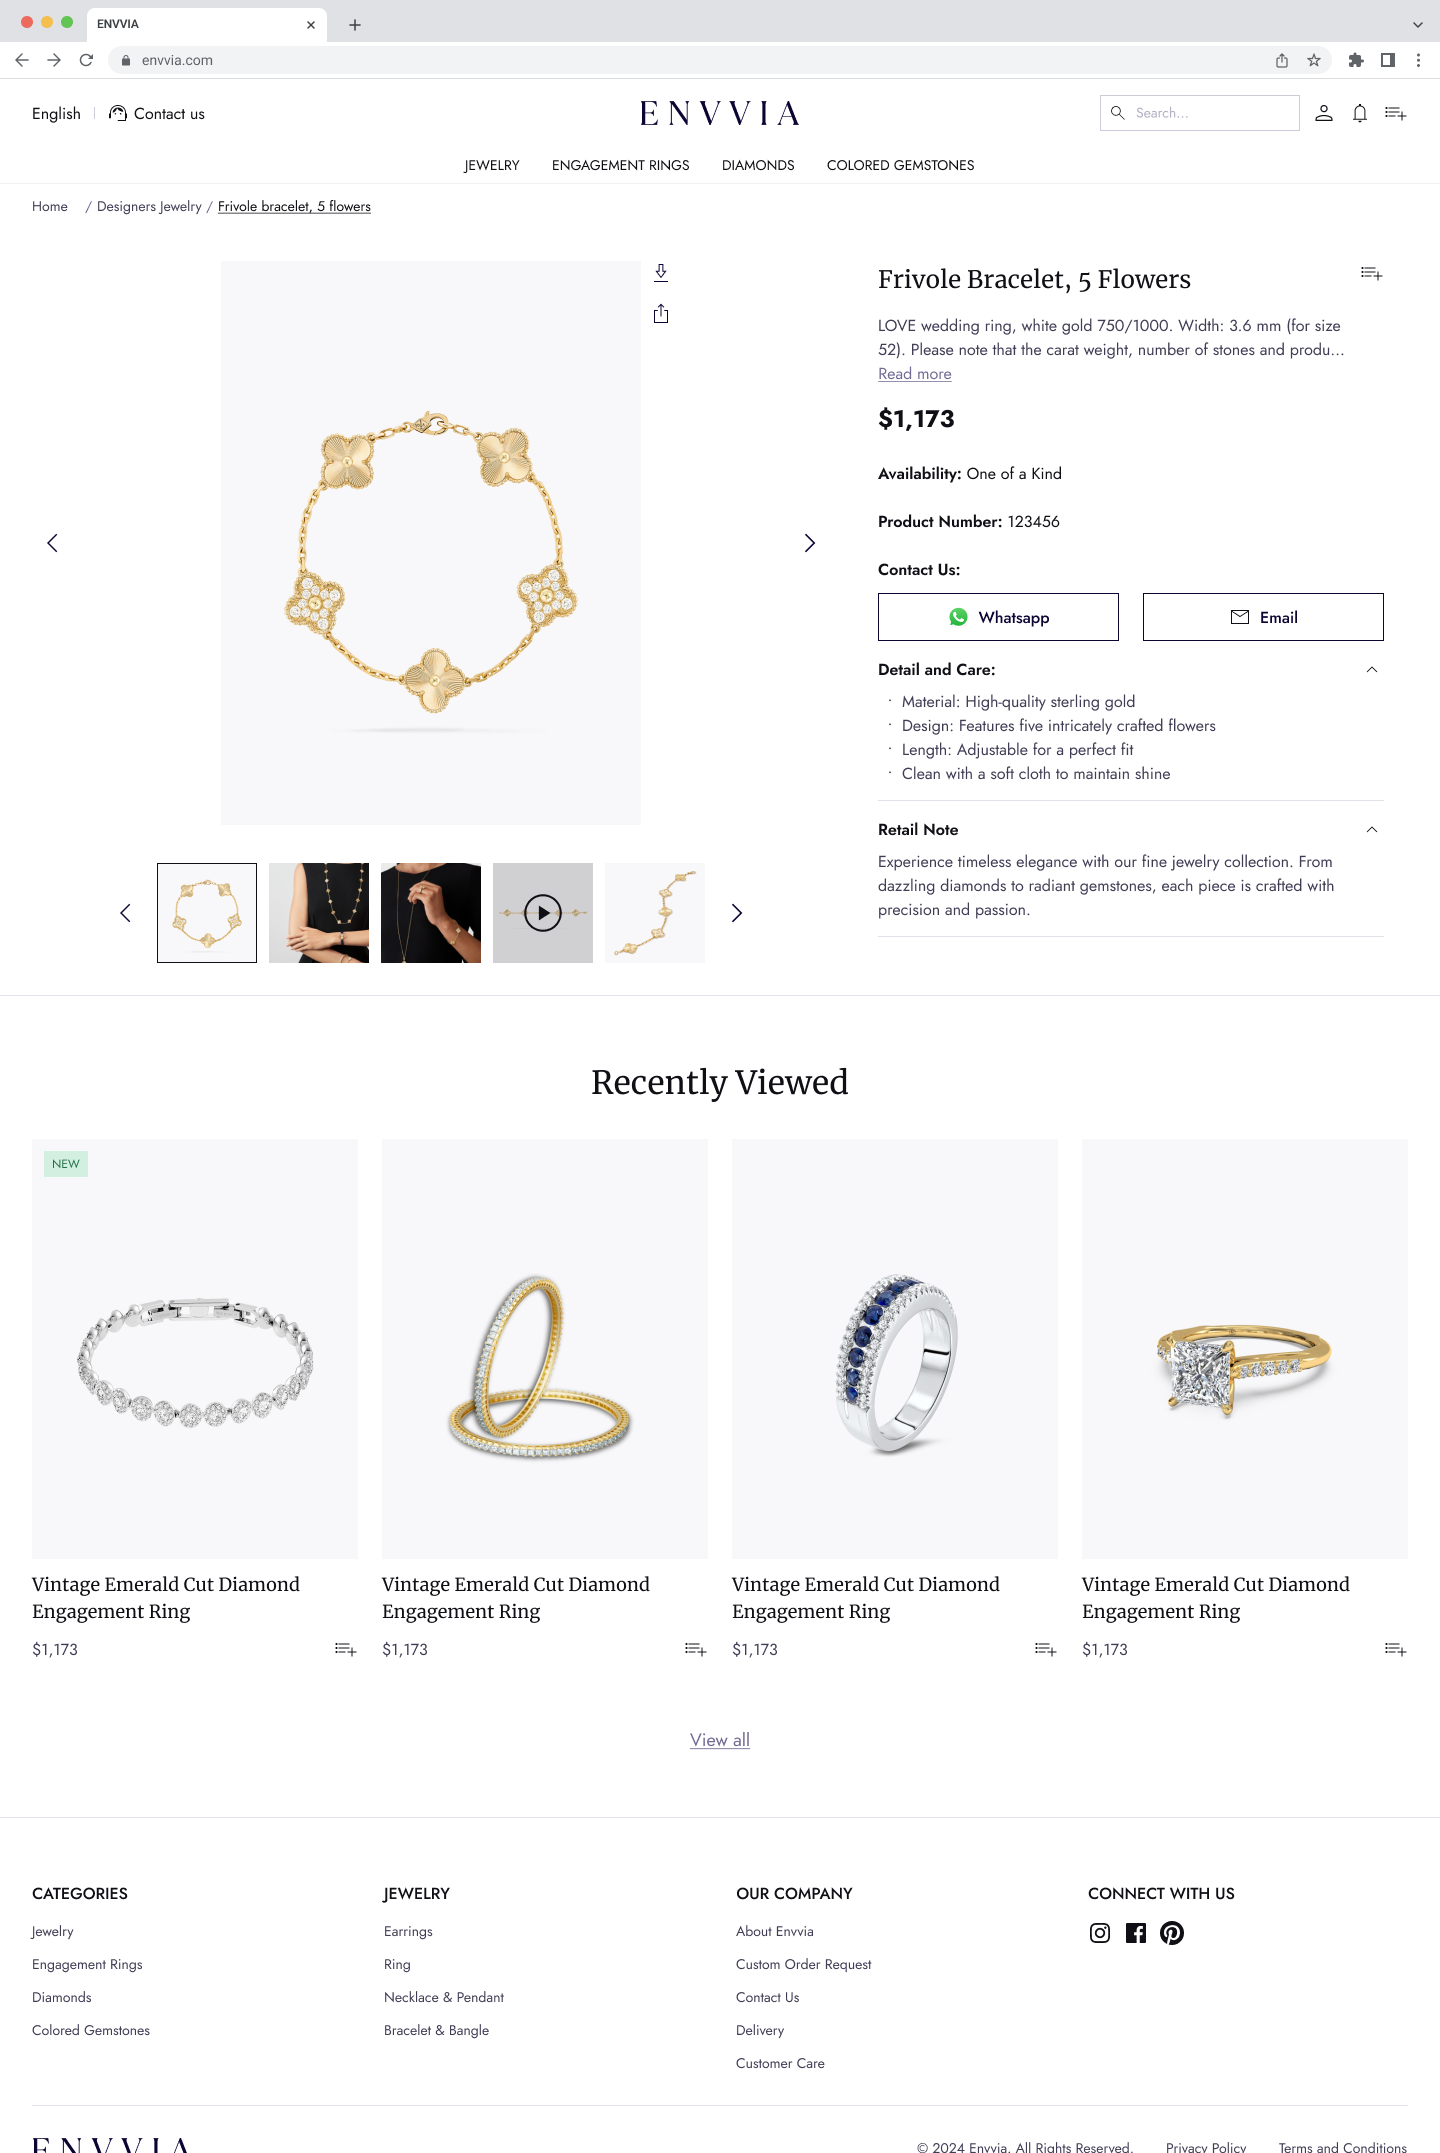 ENVVIA
envvia.com
English
Contact us
ENVVIA
Search...
JEWELRY
ENGAGEMENT RINGS
DIAMONDS
COLORED GEMSTONES
Home / Designers Jewelry / Frivole bracelet, 5 flowers
Frivole Bracelet, 5 Flowers
LOVE wedding ring, white gold 750/1000. Width: 3.6 mm (for size
52). Please note that the carat weight, number of stones and produ...
Read more
$1,173
Availability: One of a Kind
Product Number: 123456
Contact Us:
Whatsapp
Email
Detail and Care:
· Material: High-quality sterling gold
· Design: Features five intricately crafted flowers
· Length: Adjustable for a perfect fit
· Clean with a soft cloth to maintain shine
Retail Note
Experience timeless elegance with our fine jewelry collection. From
dazzling diamonds to radiant gemstones, each piece is crafted with
precision and passion.
Recently Viewed
NEW
Vintage Emerald Cut Diamond
Engagement Ring
$1,173
Vintage Emerald Cut Diamond
Engagement Ring
$1,173
Vintage Emerald Cut Diamond
Engagement Ring
$1,173
Vintage Emerald Cut Diamond
Engagement Ring
$1,173
View all
CATEGORIES
Jewelry
Engagement Rings
Diamonds
Colored Gemstones
JEWELRY
Earrings
Ring
Necklace & Pendant
Bracelet & Bangle
OUR COMPANY
About Envvia
Custom Order Request
Contact Us
Delivery
Customer Care
CONNECT WITH US
ENVVIA
© 2024 Envvia. All Rights Reserved.
Privacy Policy
Terms and Conditions